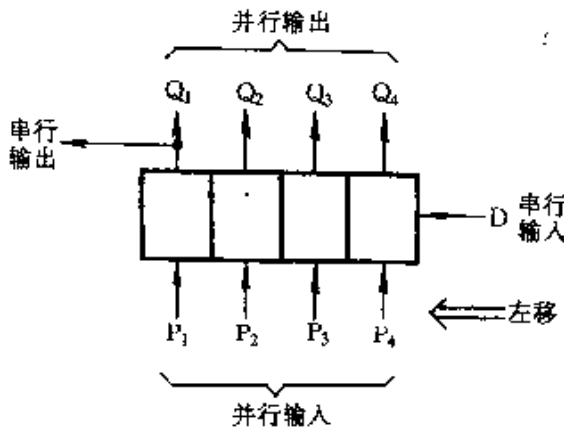 并行输出
Q₁ Q₂ Q₃ Q₄
串行
输出
D 串行
输入
P₁ P₂ P₃ P₄
左移
并行输入